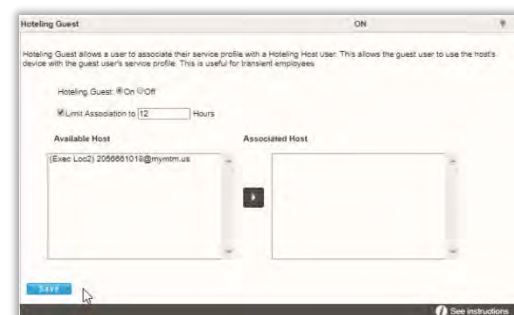 Hoteling Guest ON
Hoteling Guest allows a user to associate their service profile with a Hoteling Host user. This allows the guest user to use the host's
device with the guest user's service profile. This is useful for transient employees
Hoteling Guest: On Off
Limit Association to 12 Hours
Available Host Associated Host
(Exec Loc2) 2056661018@mymtm.us
Save
See instructions